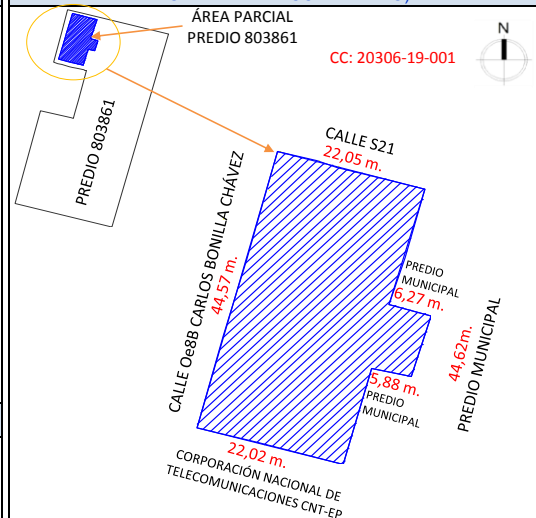 ÁREA PARCIAL
PREDIO 803861
CC: 20306-19-001
N
PREDIO 803861
CALLE S21
22,05 m.
CALLE Oe8B CARLOS BONILLA CHÁVEZ
44,57 m.
PREDIO
MUNICIPAL
6,27 m.
44,62m.
PREDIO MUNICIPAL
5,88 m.
PREDIO
MUNICIPAL
22,02 m.
CORPORACIÓN NACIONAL DE
TELECOMUNICACIONES CNT-EP